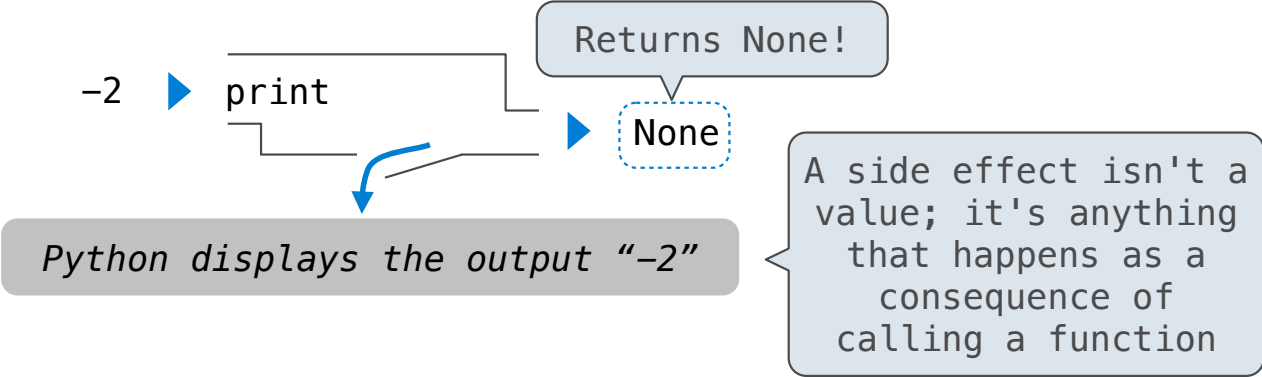 Returns None!
−2
print
None
A side effect isn't a
value; it's anything
that happens as a
consequence of
calling a function
Python displays the output “−2”